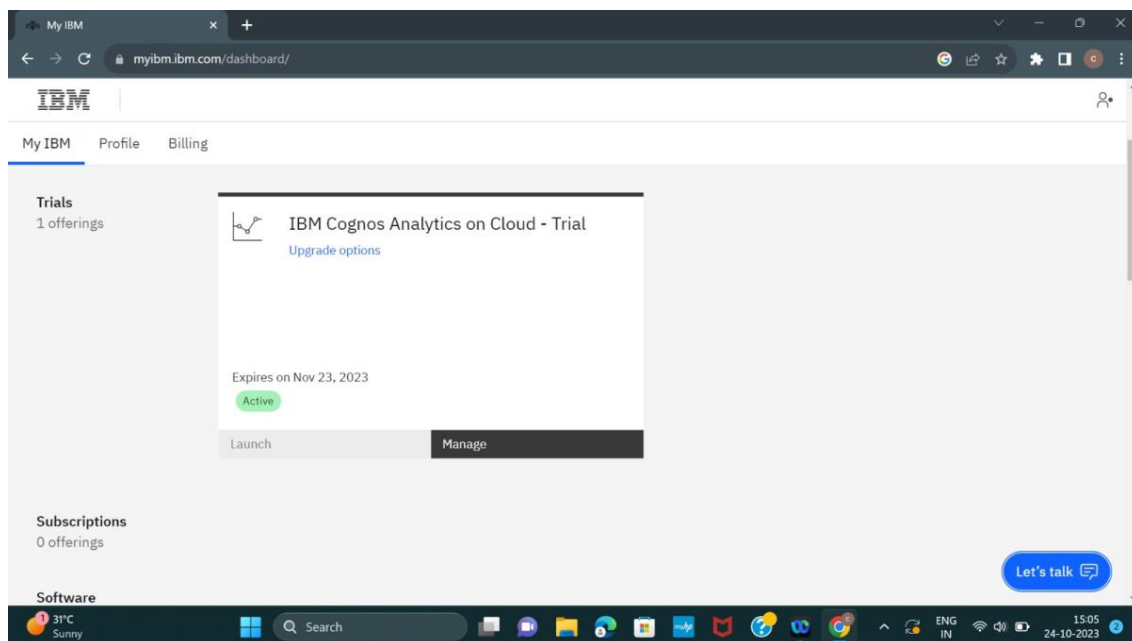 My IBM
myibm.ibm.com/dashboard/
C
IBM
My IBM Profile Billing
Trials
1 offerings
IBM Cognos Analytics on Cloud - Trial
Upgrade options
Expires on Nov 23, 2023
Active
Launch Manage
Subscriptions
0 offerings
Let's talk
Software
1
31°C
Sunny
Search
ENG
IN
15:05
24-10-2023
2